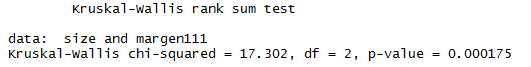 Kruskal-Wallis rank sum test
data:  size and margen111
Kruskal-Wallis chi-squared = 17.302, df = 2, p-value = 0.000175